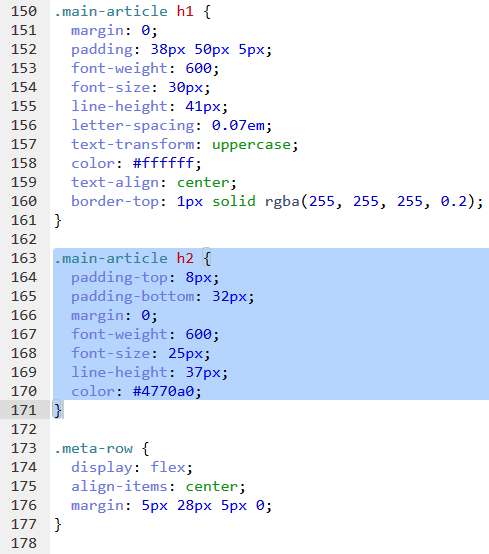 150 .main-article h1 {
151 margin: 0;
152 padding: 38px 50px 5px;
153 font-weight: 600;
154 font-size: 30px;
155 line-height: 41px;
156 letter-spacing: 0.07em;
157 text-transform: uppercase;
158 color: #ffffff;
159 text-align: center;
160 border-top: 1px solid rgba(255, 255, 255, 0.2);
161 }
162
163 .main-article h2 {
164 padding-top: 8px;
165 padding-bottom: 32px;
166 margin: 0;
167 font-weight: 600;
168 font-size: 25px;
169 line-height: 37px;
170 color: #4770a0;
171 }
172
173 .meta-row {
174 display: flex;
175 align-items: center;
176 margin: 5px 28px 5px 0;
177 }
178